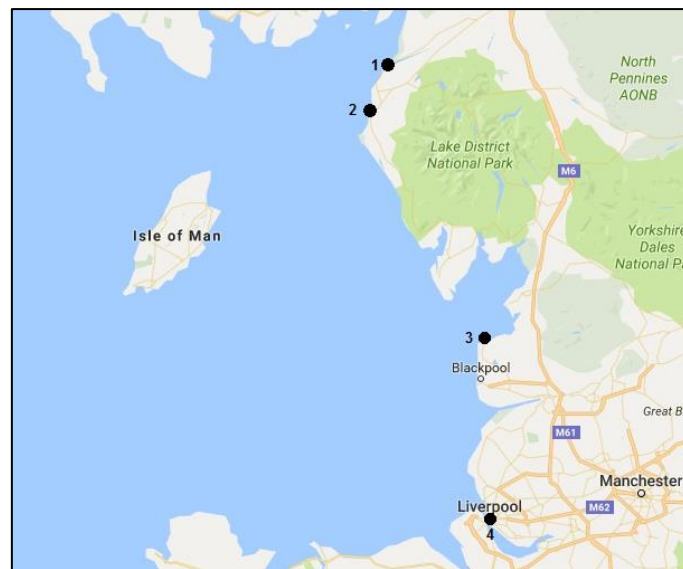 1
2
North
Pennines
AONB
Lake District
National Park
M6
Isle of Man
Yorkshire
Dales
National Pa
3
Blackpool
Great B
M61
Manchester
Liverpool
M62
4